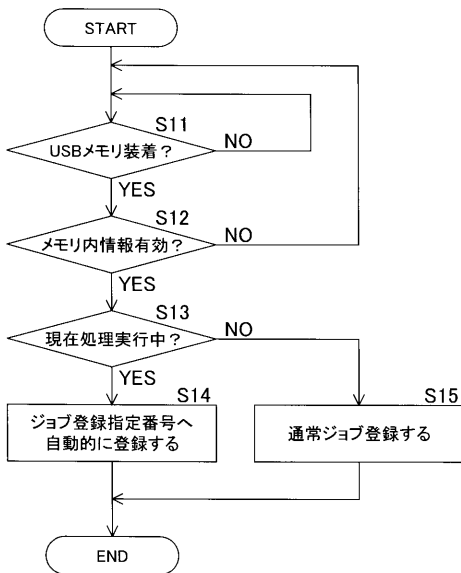 START
S11
USBメモリ装着？
NO
YES
S12
メモリ内情報有効？
NO
YES
S13
現在処理実行中？
NO
YES
S14
ジョブ登録指定番号へ
自動的に登録する
S15
通常ジョブ登録する
END